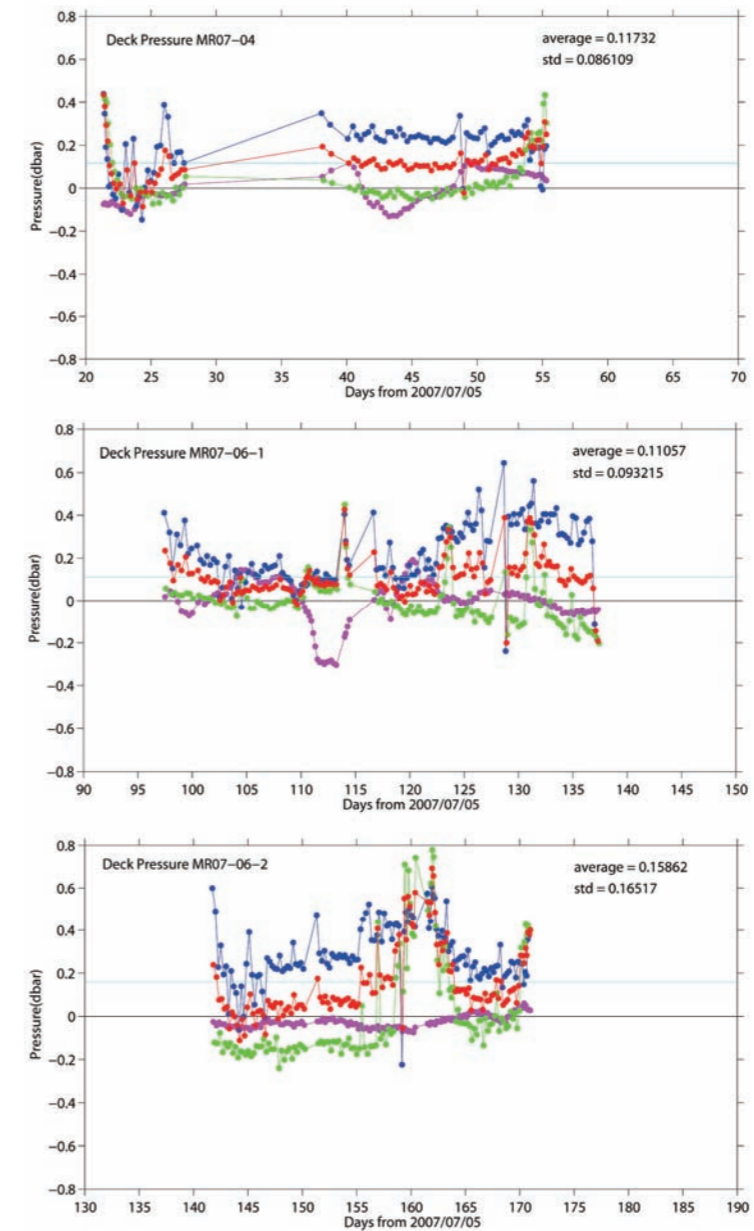 Deck Pressure MR07−04
average = 0.11732
std = 0.086109
0.8
0.6
0.4
0.2
0
−0.2
−0.4
−0.6
−0.8
Pressure(dbar)
20 25 30 35 40 45 50 55 60 65 70
Days from 2007/07/05
Deck Pressure MR07−06−1
average = 0.11057
std = 0.093215
0.8
0.6
0.4
0.2
0
−0.2
−0.4
−0.6
−0.8
Pressure(dbar)
90 95 100 105 110 115 120 125 130 135 140 145 150
Days from 2007/07/05
Deck Pressure MR07−06−2
average = 0.15862
std = 0.16517
0.8
0.6
0.4
0.2
0
−0.2
−0.4
−0.6
−0.8
Pressure(dbar)
130 135 140 145 150 155 160 165 170 175 180 185 190
Days from 2007/07/05